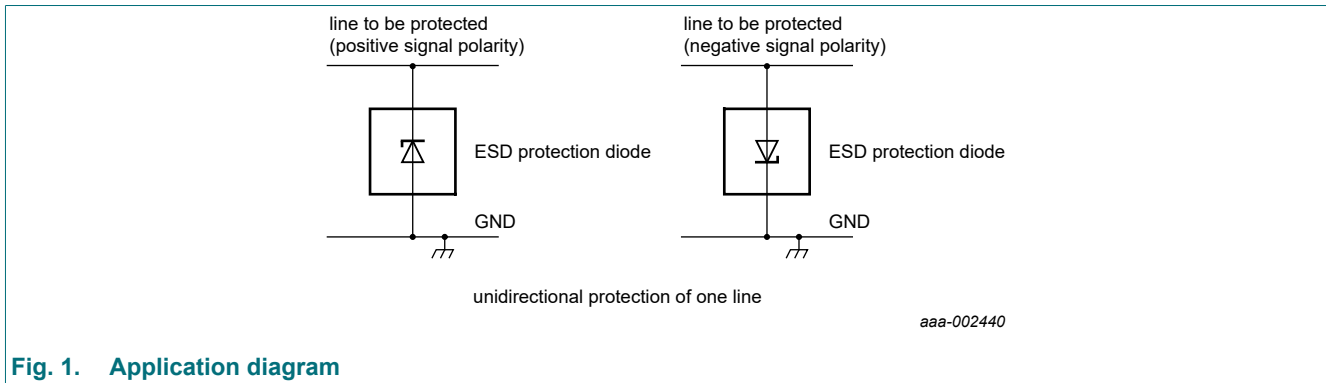 line to be protected
(positive signal polarity)
line to be protected
(negative signal polarity)
ESD protection diode
ESD protection diode
GND
GND
unidirectional protection of one line
aaa-002440
Fig. 1. Application diagram